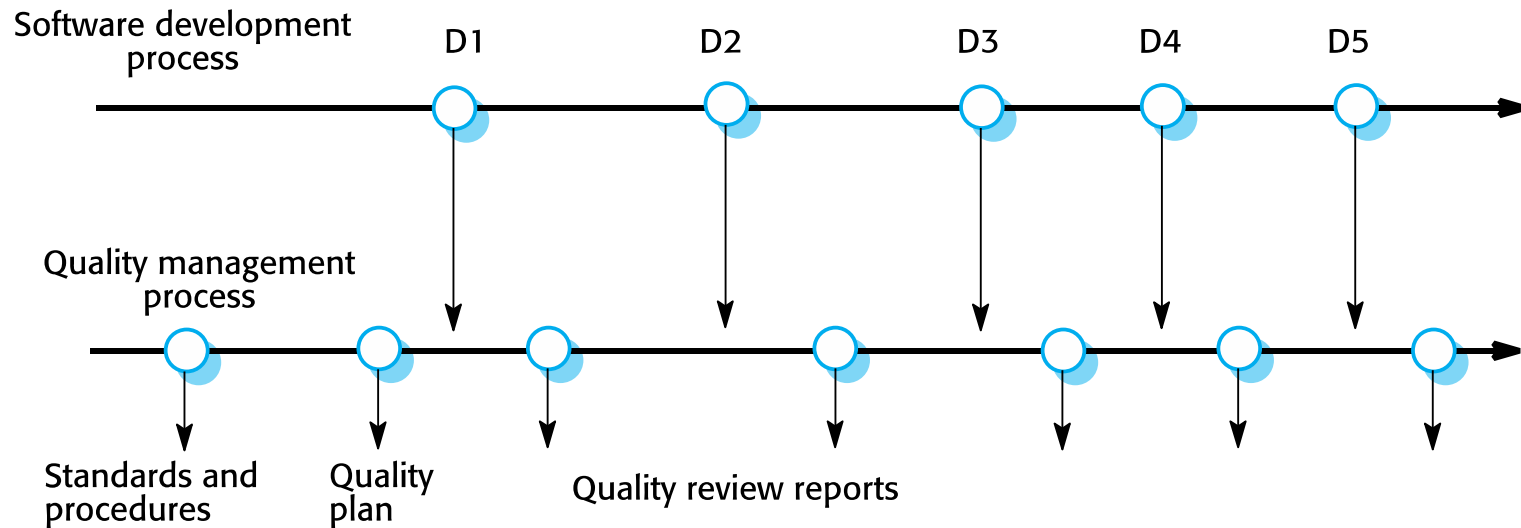 Software development
process
D1
D2
D3
D4
D5
Quality management
process
Standards and
procedures
Quality
plan
Quality review reports